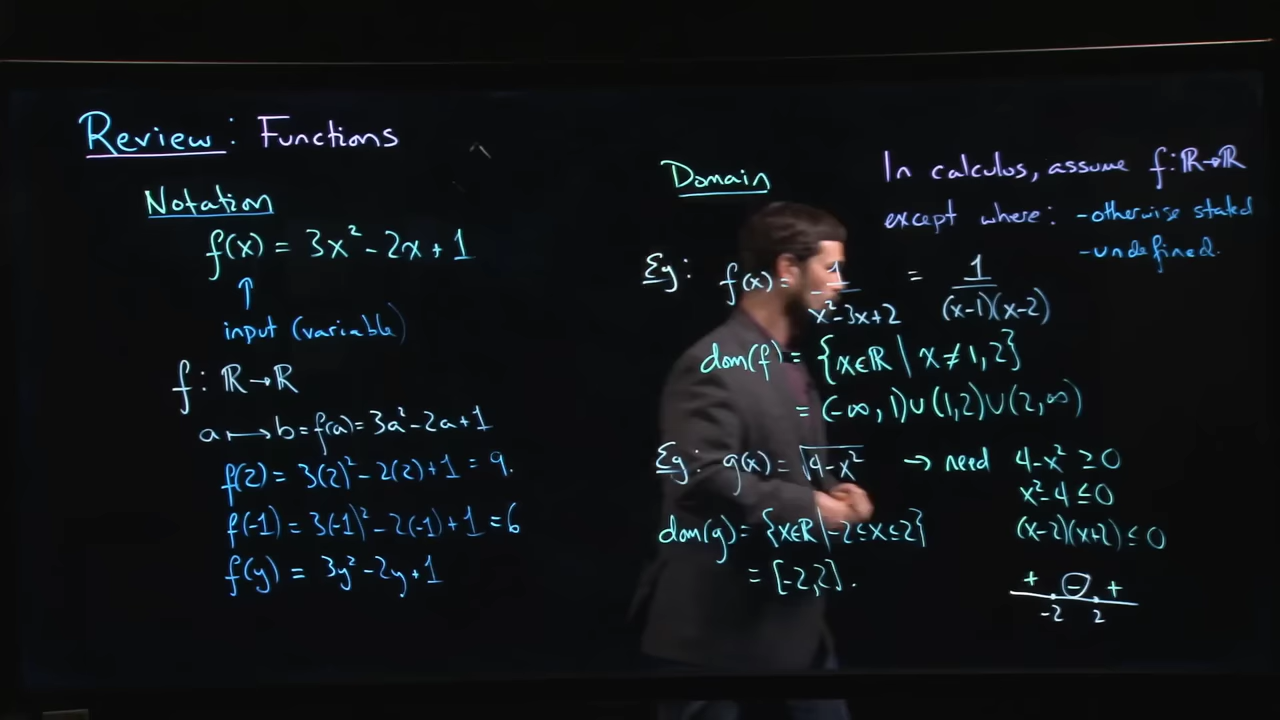 Review: Functions
Notation
f(x) = 3x² - 2x + 1
↑
input (variable)
f: ℝ→ℝ
a ⟼ b = f(a) = 3a² - 2a + 1
f(2) = 3(2)² - 2(2) + 1 = 9.
f(-1) = 3(-1)² - 2(-1) + 1 = 6
f(y) = 3y² - 2y + 1
Domain
In calculus, assume f: ℝ→ℝ
except where: - otherwise stated
- undefined.
Eg: f(x) = 1/(x² - 3x + 2) = 1/((x-1)(x-2))
dom(f) = {x∈ℝ | x ≠ 1, 2}
= (-∞, 1)∪(1,2)∪(2,∞)
Eg: g(x) = √(4-x²) → need 4-x² ≥ 0
x²-4 ≤ 0
(x-2)(x+2) ≤ 0
dom(g) = {x∈ℝ | -2 ≤ x ≤ 2}
= [-2,2].
+ - +
-2 2